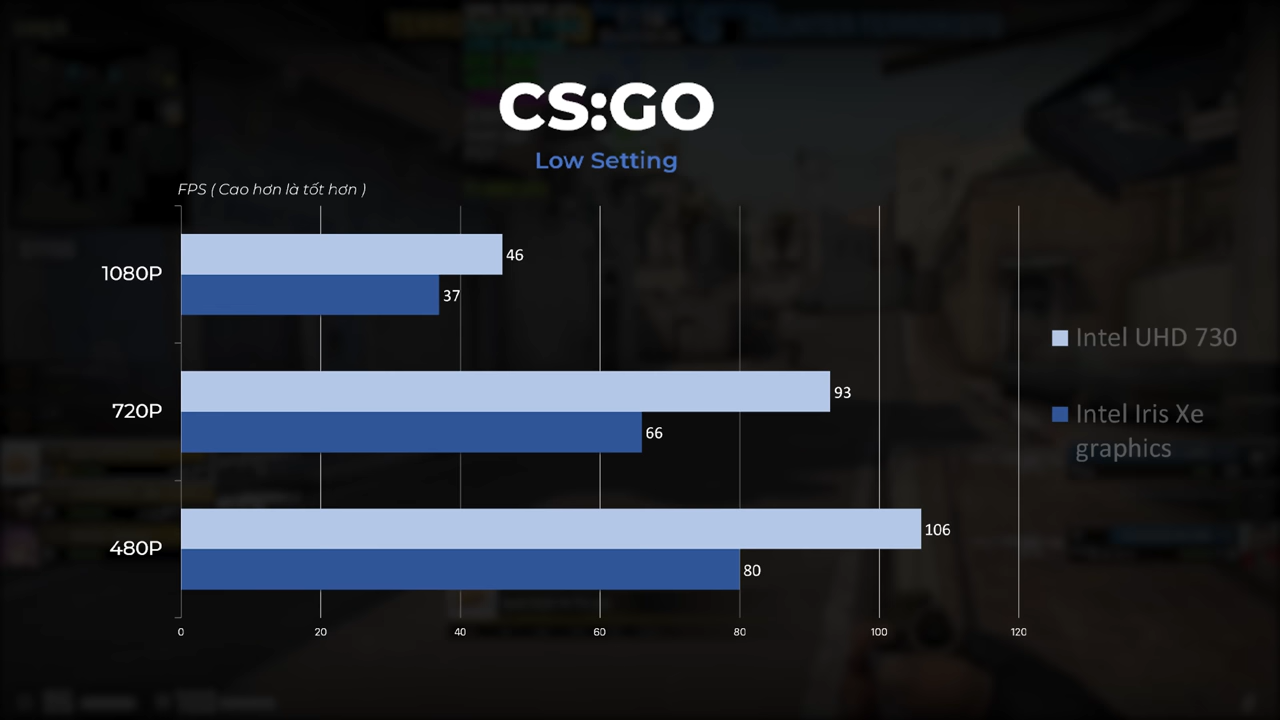 CS:GO
Low Setting
FPS ( Cao hơn là tốt hơn )
1080P
46
37
720P
93
66
480P
106
80
0 20 40 60 80 100 120
Intel UHD 730
Intel Iris Xe
graphics